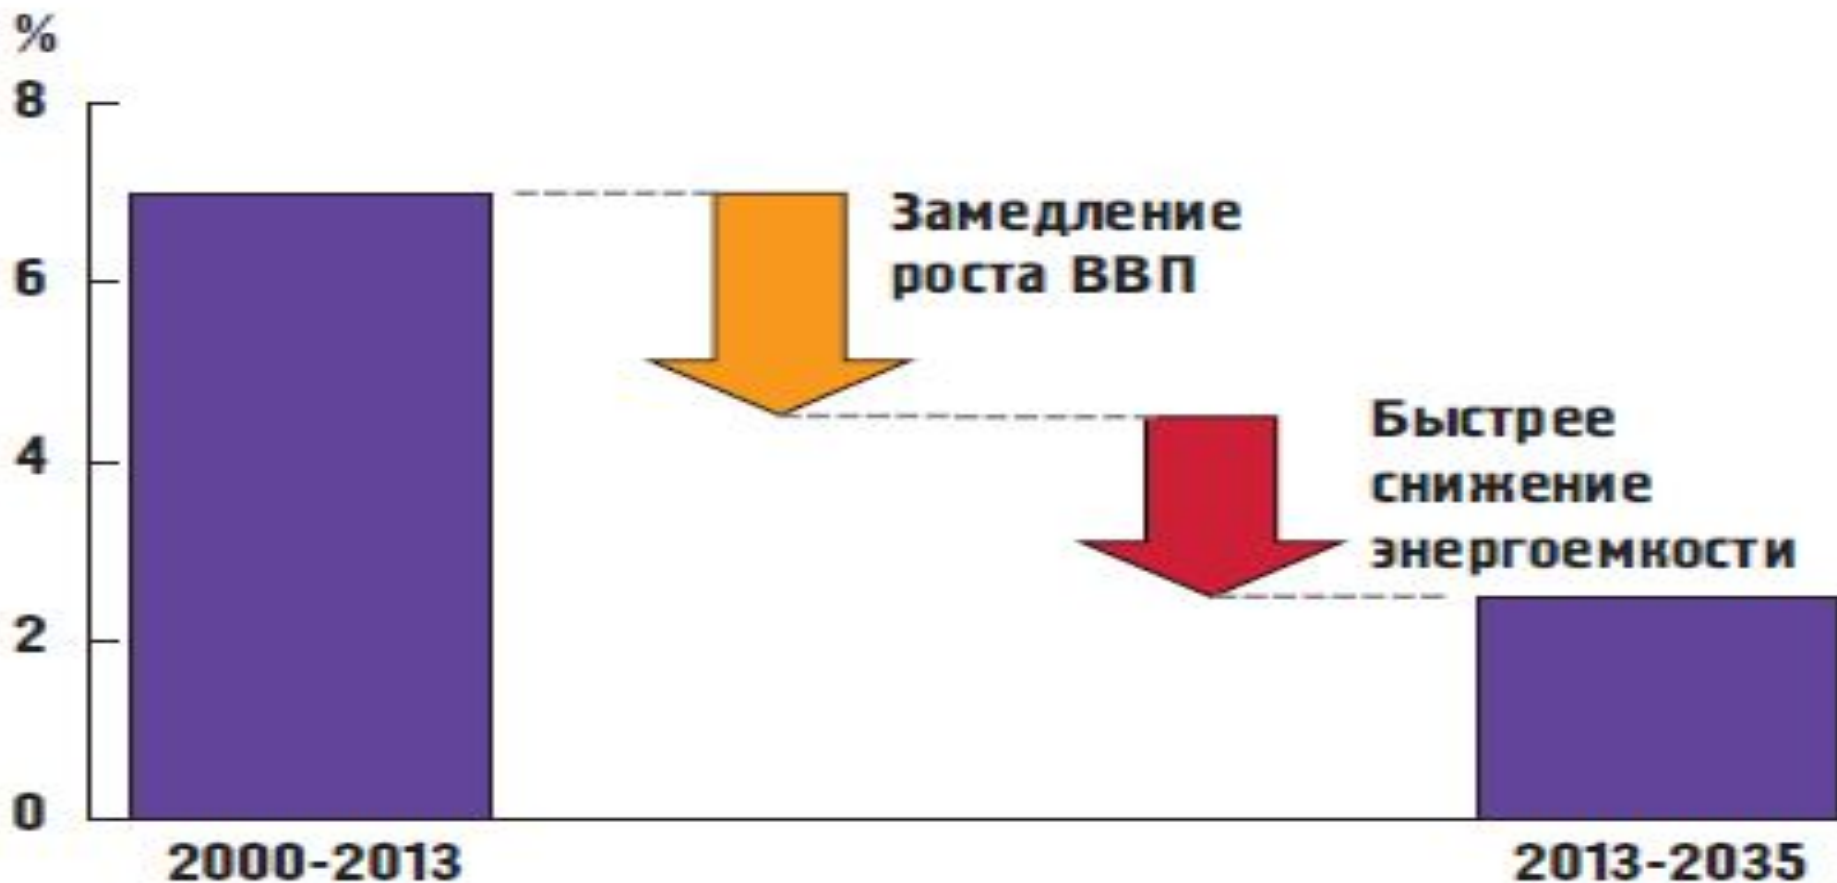 %
8
6
4
2
0
Замедление
роста ВВП
Быстрее
снижение
энергоемкости
2000-2013
2013-2035